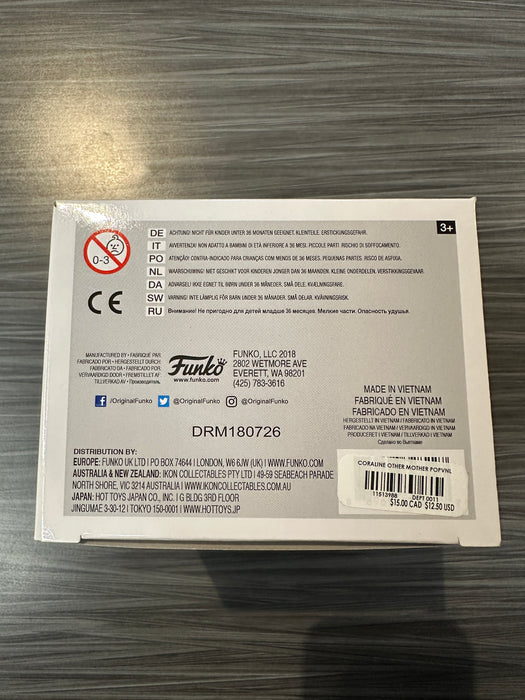 3+
0-3
DE ACHTUNG! NICHT FÜR KINDER UNTER 36 MONATEN GEEIGNET. KLEINTEILE. ERSTICKUNGSGEFAHR.
IT AVVERTENZA! NON ADATTO A BAMBINI DI ETÀ INFERIORE A 36 MESI. PICCOLE PARTI. RISCHIO DI SOFFOCAMENTO.
PO ATENÇÃO! CONTRA-INDICADO PARA CRIANÇAS COM MENOS DE 36 MESES. PEQUENAS PARTES. RISCO DE ASFIXIA.
NL WAARSCHUWING: NIET GESCHIKT VOOR KINDEREN JONGER DAN 36 MAANDEN. KLEINE ONDERDELEN. VERSTIKKINGSGEVAAR.
DA ADVARSEL! IKKE EGNET TIL BØRN UNDER 36 MÅNEDER. SMÅ DELE. KVÆLNINGSFARE.
SW VARNING! INTE LÄMPLIG FÖR BARN UNDER 36 MÅNADER. SMÅ DELAR. KVÄVNINGSRISK.
RU Внимание! Не пригодно для детей младше 36 месяцев. Мелкие части. Опасность удушья.
CE
MANUFACTURED BY • FABRIQUÉ PAR
FABRICADO POR • HERGESTELLT DURCH
FABBRICATO DA • FABRICADO POR
VERVAARDIGD DOOR • FREMSTILLET AF
TILLVERKAD AV • Производитель
Funko
www.funko.com
FUNKO, LLC 2018
2802 WETMORE AVE
EVERETT, WA 98201
(425) 783-3616
/OriginalFunko @OriginalFunko @OriginalFunko
DRM180726
MADE IN VIETNAM
FABRIQUÉ EN VIETNAM
FABRICADO EN VIETNAM
HERGESTELLT IN VIETNAM / FABBRICATO IN VIETNAM
FABRICADO NA VIETNAM / VERVAARDIGD IN VIETNAM
PRODUCERET I VIETNAM / TILLVERKAD I VIETNAM
Сделано во Вьетнаме
DISTRIBUTION BY:
EUROPE: FUNKO UK LTD | PO BOX 74644 | LONDON, W6 6JW (UK) | WWW.FUNKO.COM
AUSTRALIA & NEW ZEALAND: IKON COLLECTABLES PTY LTD | 49-59 SEABEACH PARADE
NORTH SHORE, VIC 3214 AUSTRALIA | WWW.IKONCOLLECTABLES.COM.AU
JAPAN: HOT TOYS JAPAN CO., INC. | G BLDG 3RD FLOOR
JINGUMAE 3-30-12 | TOKYO 150-0001 | WWW.HOTTOYS.JP
CORALINE OTHER MOTHER POPVNL
11513988 DEPT 0011
$15.00 CAD $12.50 USD